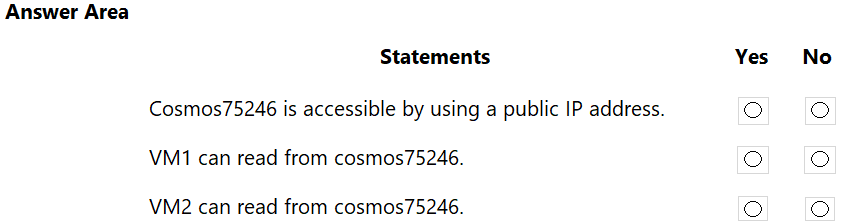 Answer Area
Statements Yes No
Cosmos75246 is accessible by using a public IP address.
VM1 can read from cosmos75246.
VM2 can read from cosmos75246.